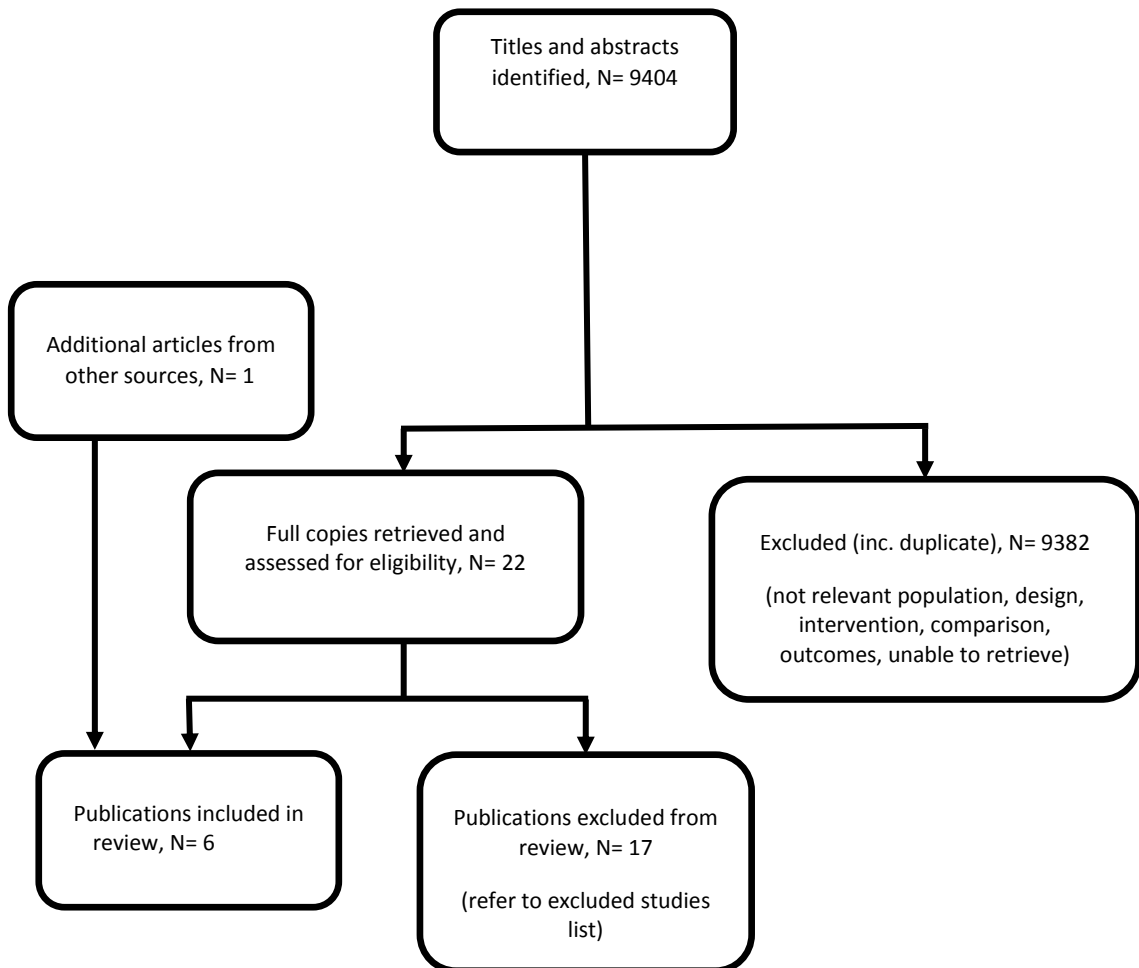 Titles and abstracts
identified, N= 9404
Additional articles from
other sources, N= 1
Full copies retrieved and
assessed for eligibility, N= 22
Excluded (inc. duplicate), N= 9382
(not relevant population, design,
intervention, comparison,
outcomes, unable to retrieve)
Publications included in
review, N= 6
Publications excluded from
review, N= 17
(refer to excluded studies
list)